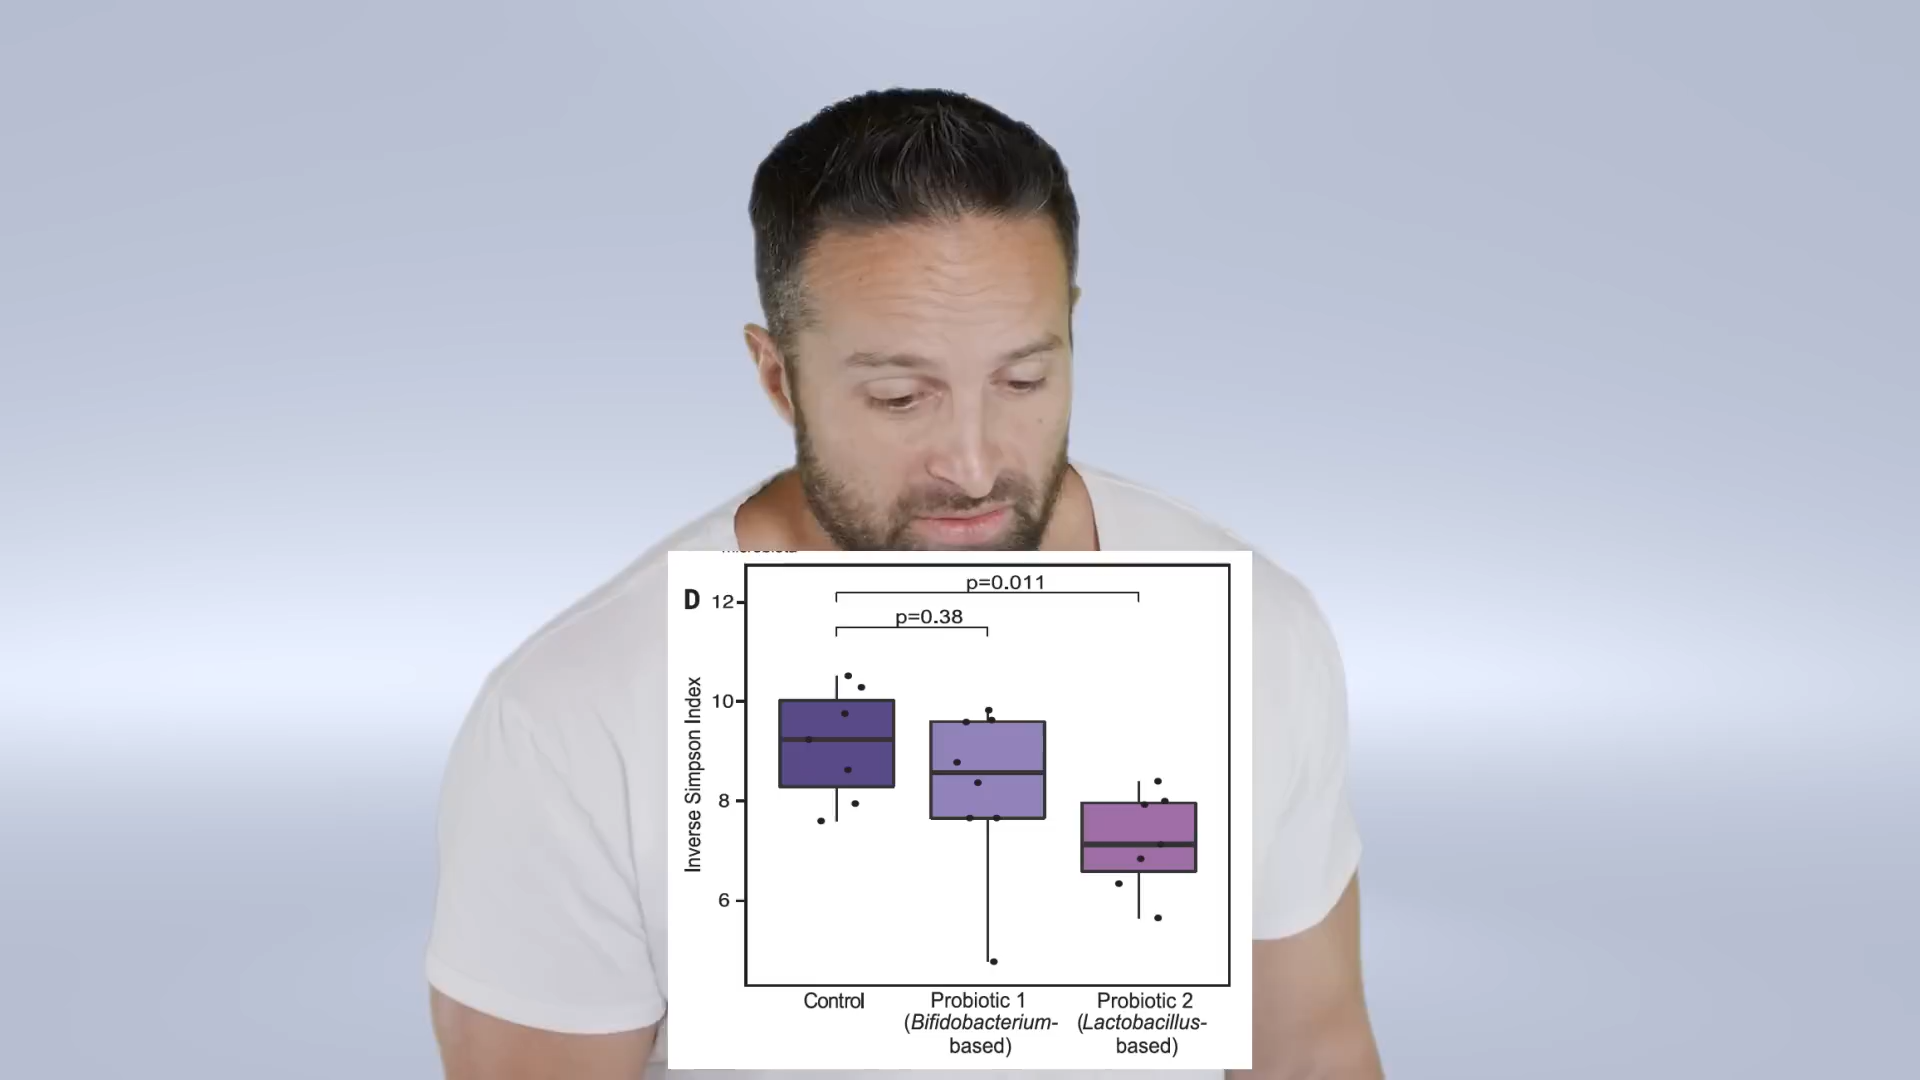 D
p=0.011
p=0.38
12
10
8
6
Inverse Simpson Index
Control
Probiotic 1
(Bifidobacterium-
based)
Probiotic 2
(Lactobacillus-
based)